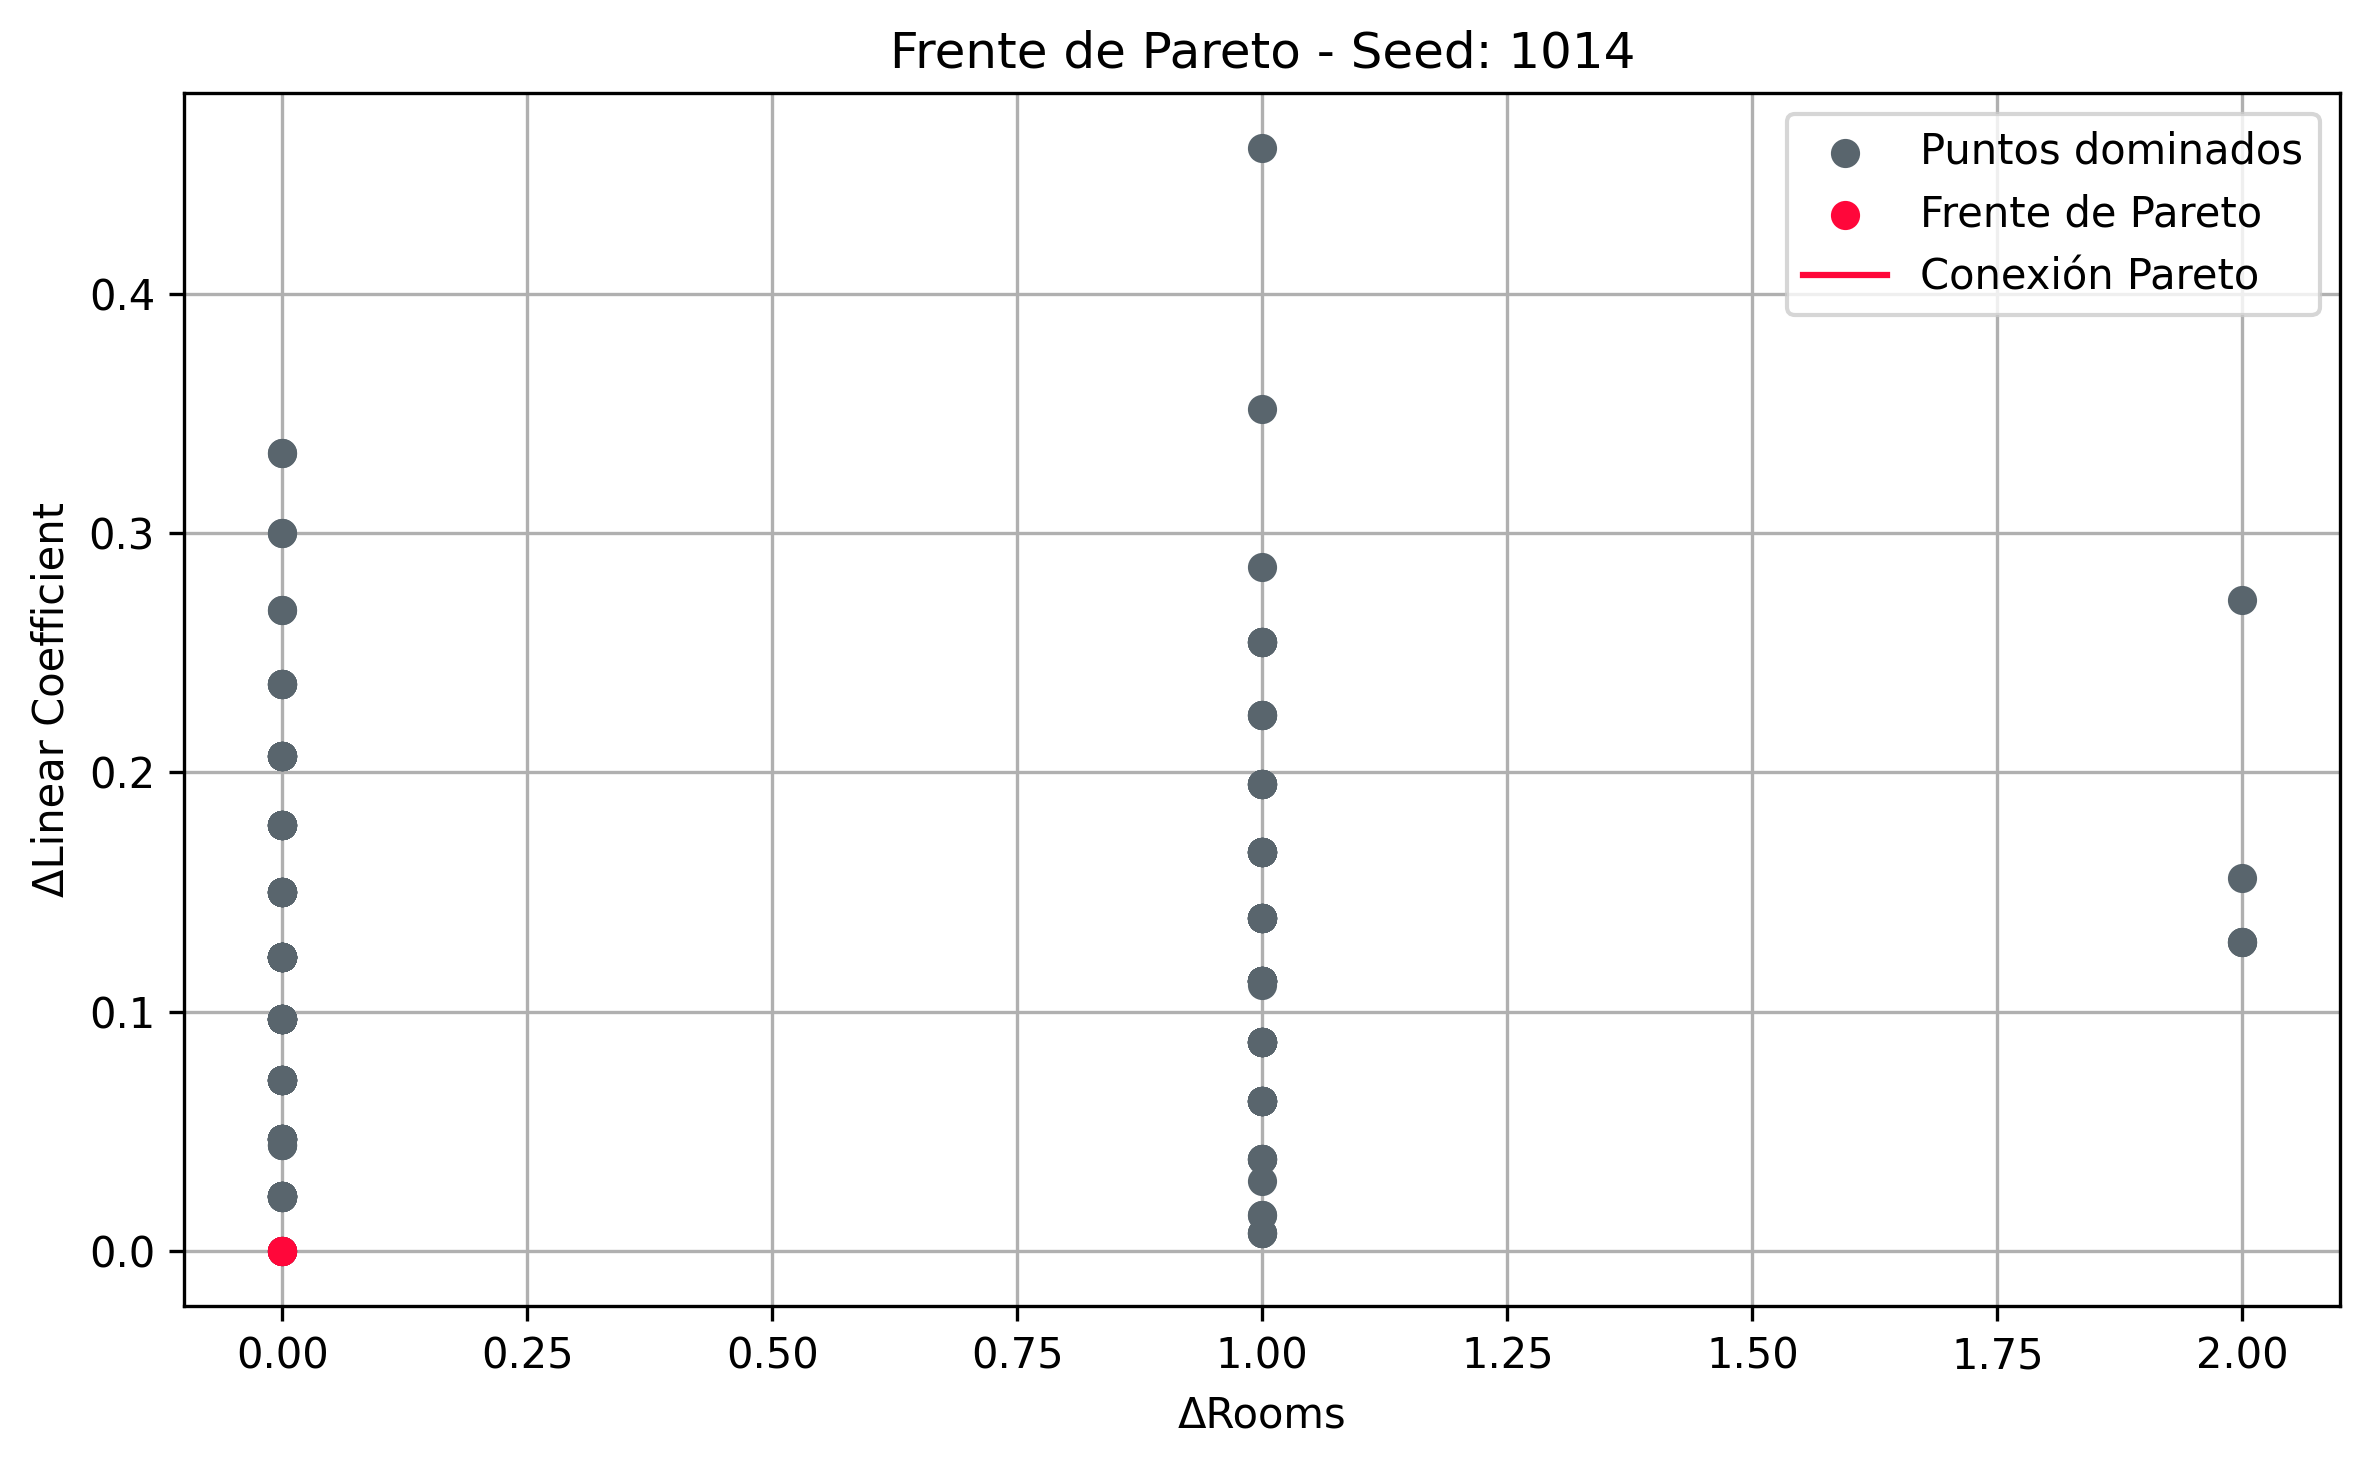 Frente de Pareto - Seed: 1014
Puntos dominados
Frente de Pareto
Conexión Pareto
ΔLinear Coefficient
0.4
0.3
0.2
0.1
0.0
0.00 0.25 0.50 0.75 1.00 1.25 1.50 1.75 2.00
ΔRooms